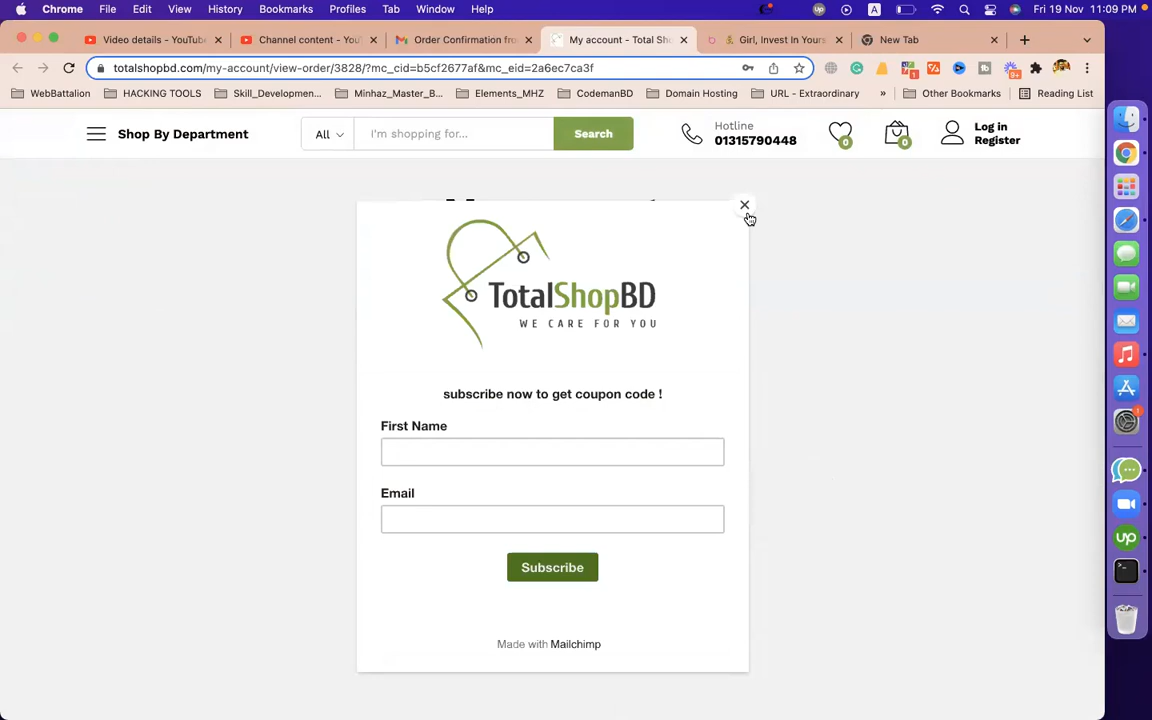 Chrome File Edit View History Bookmarks Profiles Tab Window Help Fri 19 Nov 11:09 PM
Video details - YouTube Channel content - You Order Confirmation fro My account - Total Sho Girl, Invest In Yours New Tab
totalshopbd.com/my-account/view-order/3828/?mc_cid=b5cf2677af&mc_eid=2a6ec7ca3f
WebBattalion HACKING TOOLS Skill_Developmen... Minhaz_Master_B... Elements_MHZ CodemanBD Domain Hosting URL - Extraordinary » Other Bookmarks Reading List
Shop By Department All I'm shopping for... Search Hotline 01315790448 0 0 Log in Register
TotalShopBD
WE CARE FOR YOU
subscribe now to get coupon code !
First Name
Email
Subscribe
Made with Mailchimp